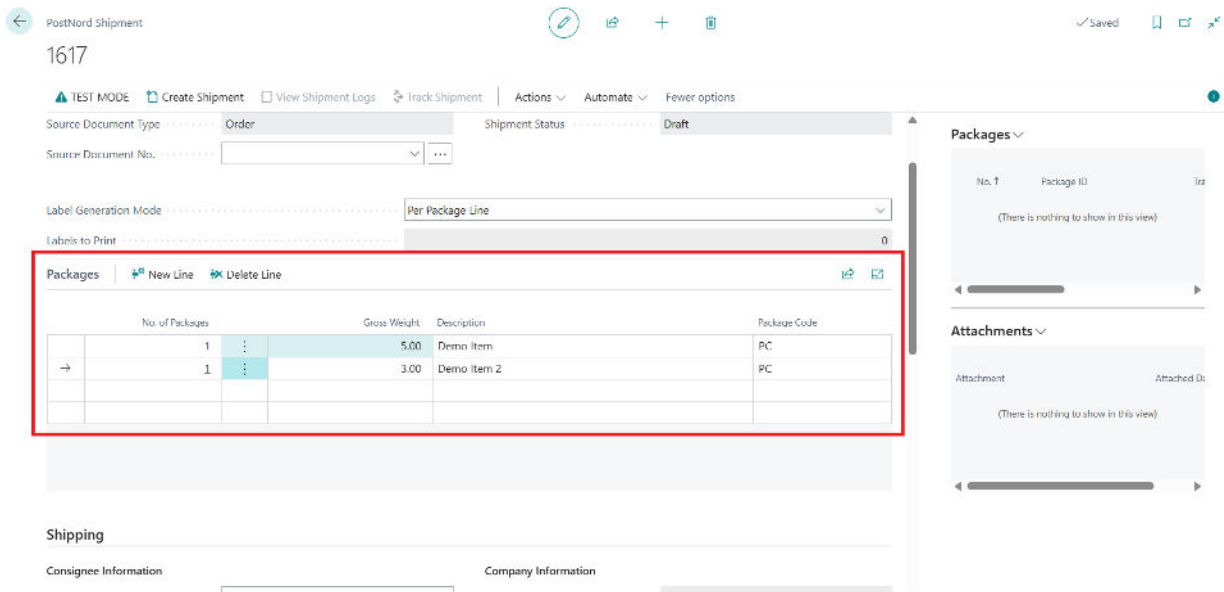 PostNord Shipment
Saved
1617
TEST MODE Create Shipment View Shipment Logs Track Shipment Actions Automate Fewer options
Source Document Type Order Shipment Status Draft
Source Document No.
Label Generation Mode Per Package Line
Labels to Print 0
Packages New Line Delete Line
No. of Packages Gross Weight Description Package Code
1 5.00 Demo Item PC
1 3.00 Demo Item 2 PC
Shipping
Consignee Information Company Information
Packages
No. Package ID Tra
(There is nothing to show in this view)
Attachments
Attachment Attached Da
(There is nothing to show in this view)